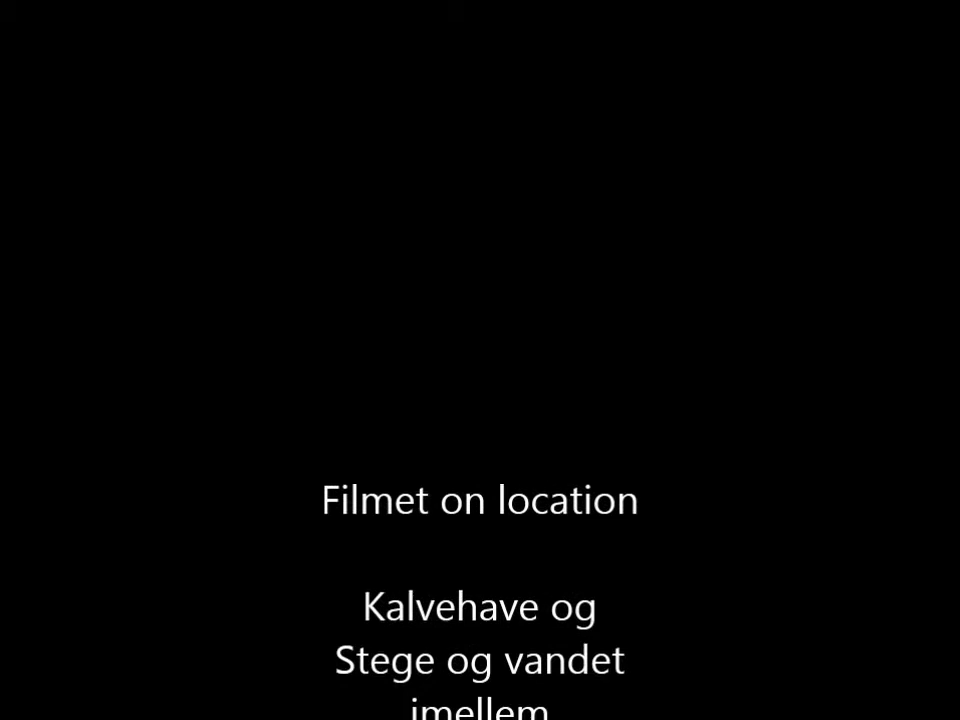 Filmet on location
Kalvehave og
Stege og vandet
imellem